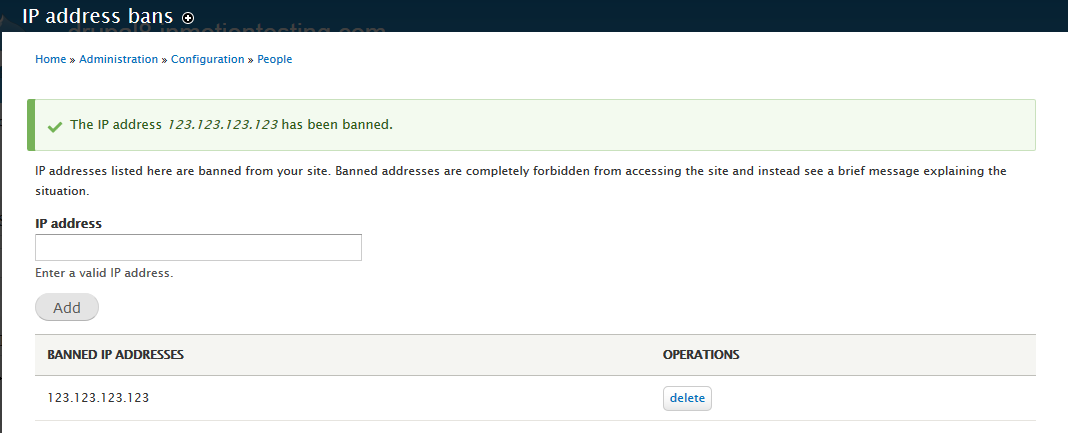 IP address bans
drupal8.inmotiontesting.com
Home » Administration » Configuration » People
The IP address 123.123.123.123 has been banned.
IP addresses listed here are banned from your site. Banned addresses are completely forbidden from accessing the site and instead see a brief message explaining the
situation.
IP address
Enter a valid IP address.
Add
BANNED IP ADDRESSES OPERATIONS
123.123.123.123 delete